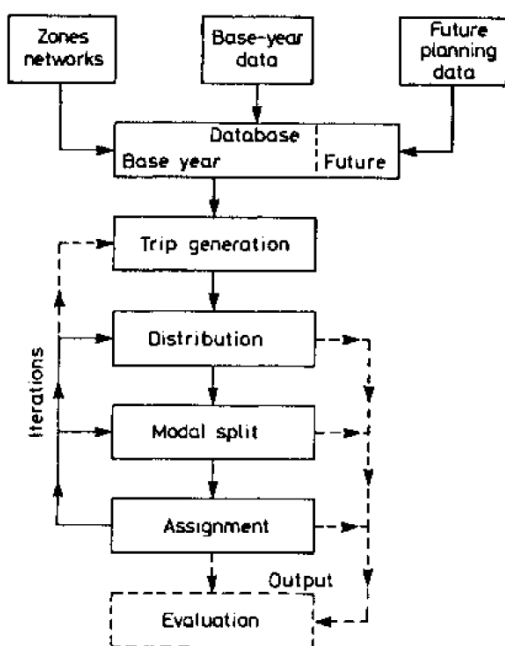 Zones
networks
Base-year
data
Future
planning
data
Database
Base year
Future
Trip generation
Distribution
Iterations
Modal split
Assignment
Output
Evaluation